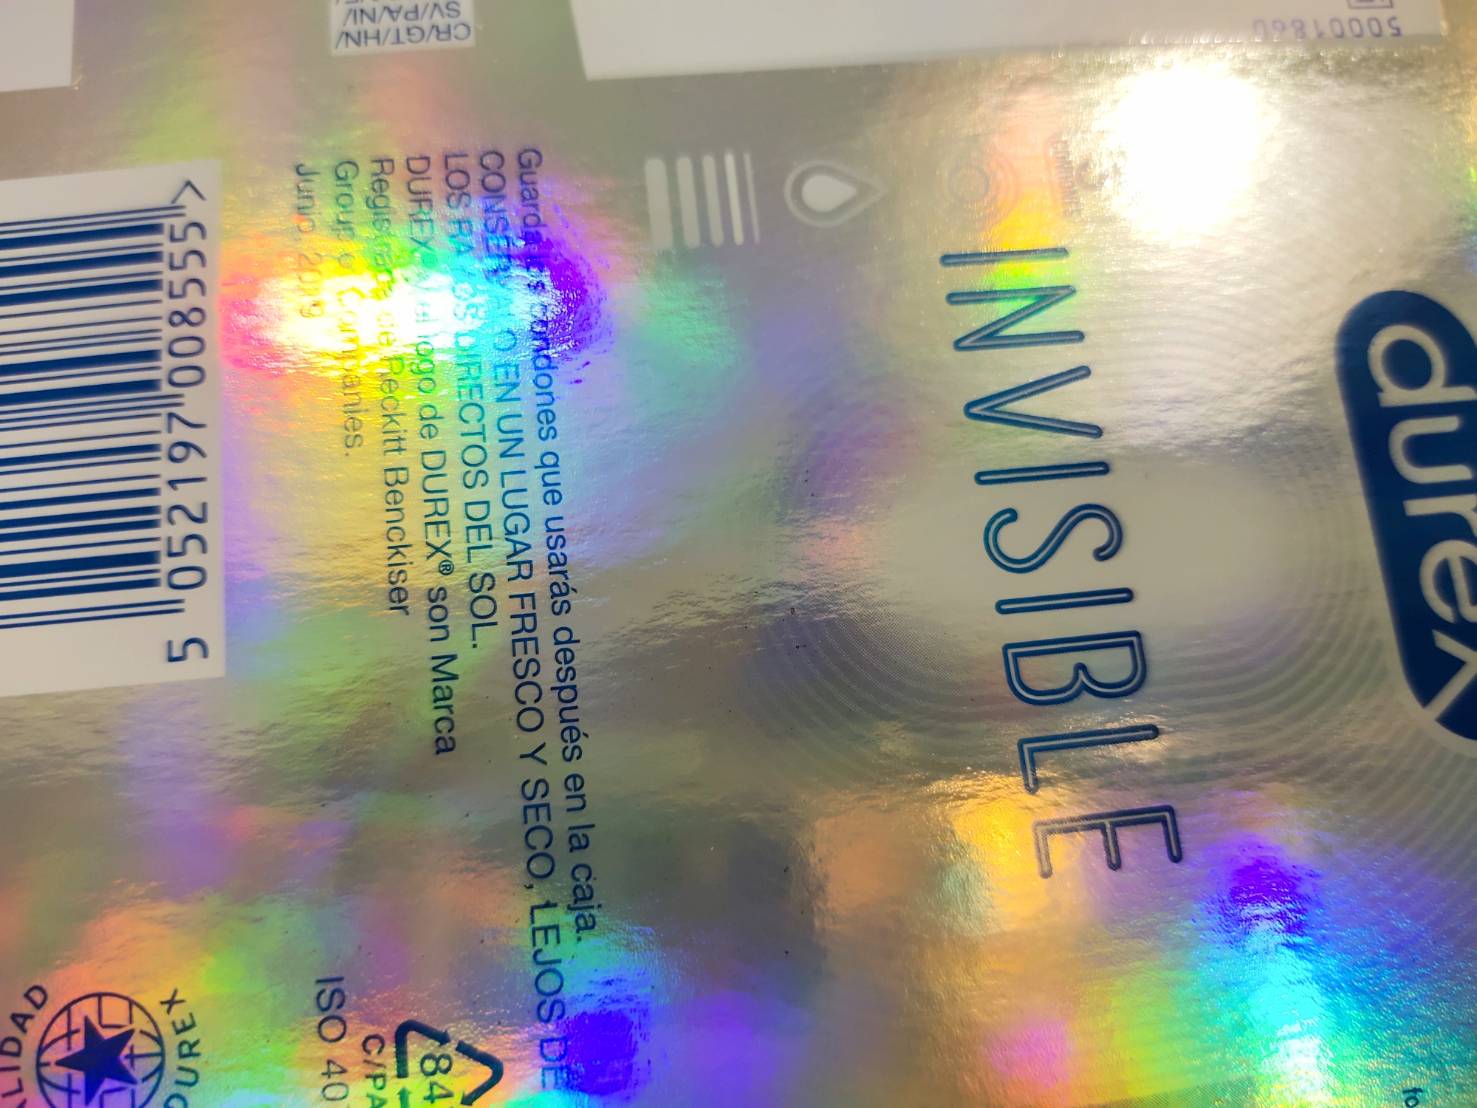 durex
INVISIBLE
Guarda los condones que usarás después en la caja.
CONSERVADO EN UN LUGAR FRESCO Y SECO, LEJOS DE
LOS RAYOS DIRECTOS DEL SOL.
DUREX® y el logo de DUREX® son Marca
Registrada de Reckitt Benckiser
Group of Companies.
Junio 2019
5 052197 008555 >
ISO 40
C/PA
84
DUREX
50001860
CR/GT/HN/
SV/PA/NI/